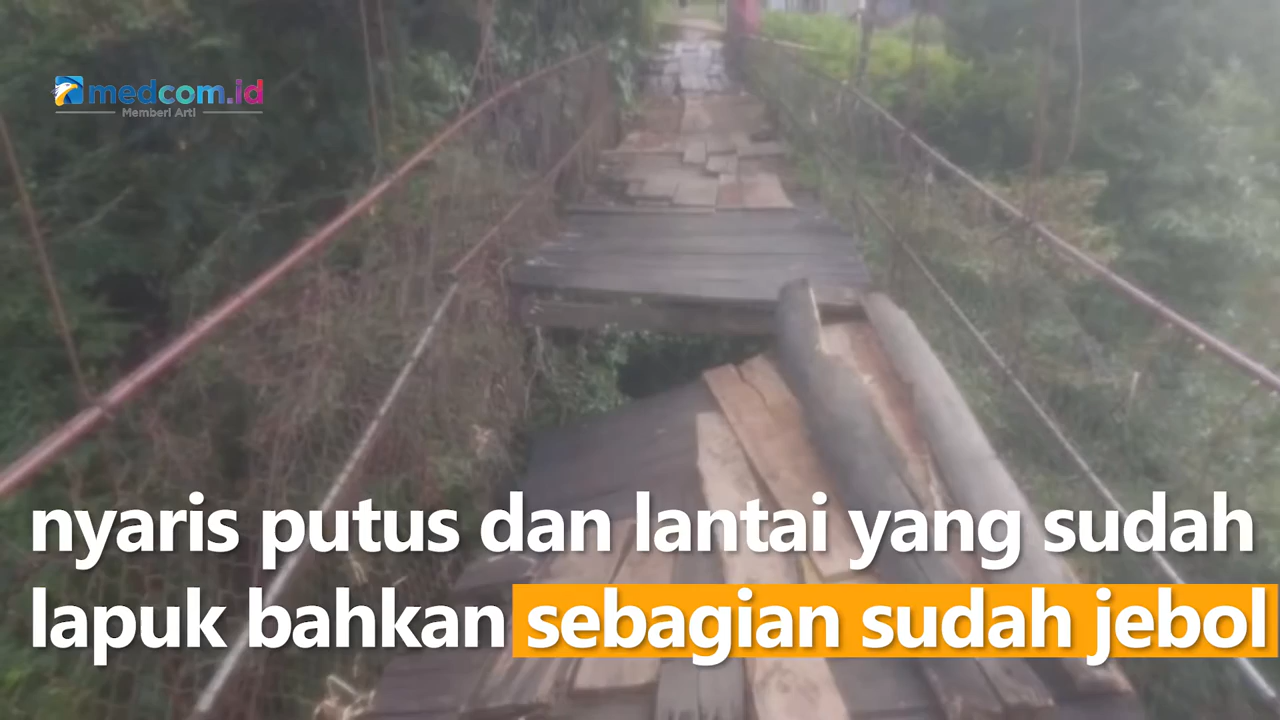 medcom.id
Memberi Arti
nyaris putus dan lantai yang sudah
lapuk bahkan sebagian sudah jebol